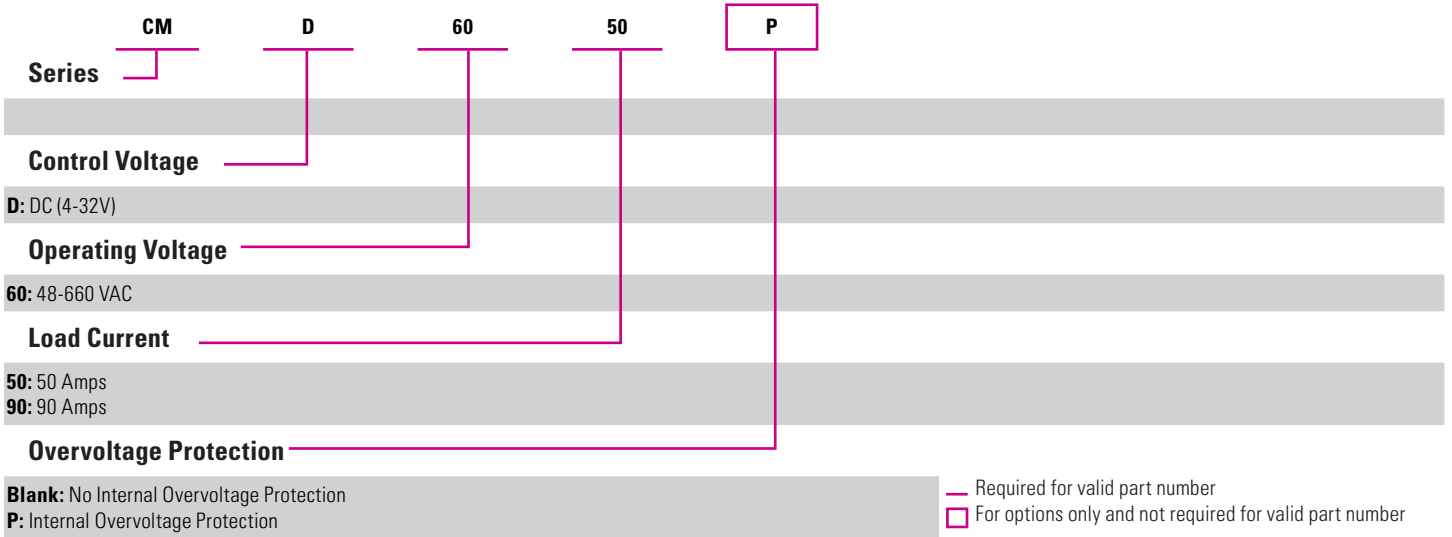 CM D 60 50 P
Series
Control Voltage
D: DC (4-32V)
Operating Voltage
60: 48-660 VAC
Load Current
50: 50 Amps
90: 90 Amps
Overvoltage Protection
Blank: No Internal Overvoltage Protection
P: Internal Overvoltage Protection
Required for valid part number
For options only and not required for valid part number